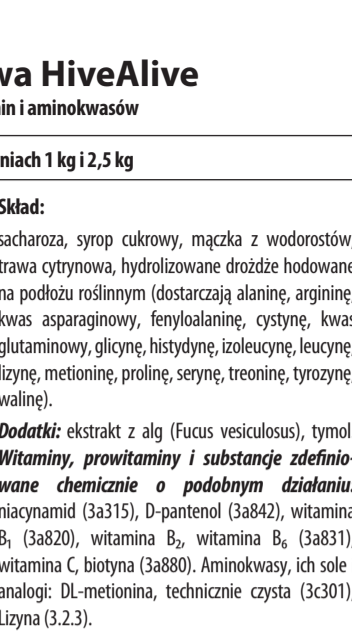 wa HiveAlive
nin i aminokwasów
niach 1 kg i 2,5 kg
Skład:
sacharoza, syrop cukrowy, mączka z wodorostów,
trawa cytrynowa, hydrolizowane drożdże hodowane
na podłożu roślinnym (dostarczają alaninę, argininę,
kwas asparaginowy, fenyloalaninę, cystynę, kwas
glutaminowy, glicynę, histydynę, izoleucynę, leucynę,
lizynę, metioninę, prolinę, serynę, treoninę, tyrozynę,
walinę).
Dodatki: ekstrakt z alg (Fucus vesiculosus), tymol.
Witaminy, prowitaminy i substancje zdefinio-
wane chemicznie o podobnym działaniu:
niacynamid (3a315), D-pantenol (3a842), witamina
B₁ (3a820), witamina B₂, witamina B₆ (3a831),
witamina C, biotyna (3a880). Aminokwasy, ich sole i
analogi: DL-metionina, technicznie czysta (3c301),
Lizyna (3.2.3).